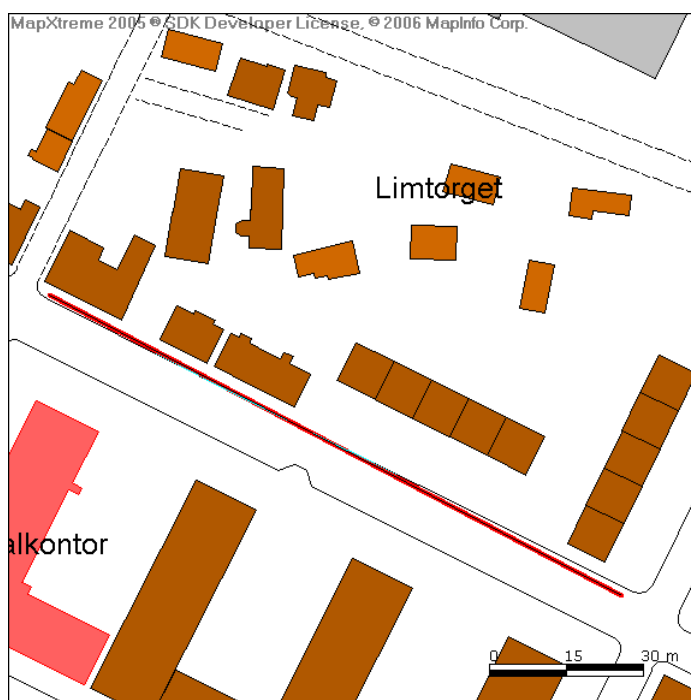 MapXtreme 2005 ® SDK Developer License, © 2006 MapInfo Corp.
Limtorget
alkontor
0 15 30 m